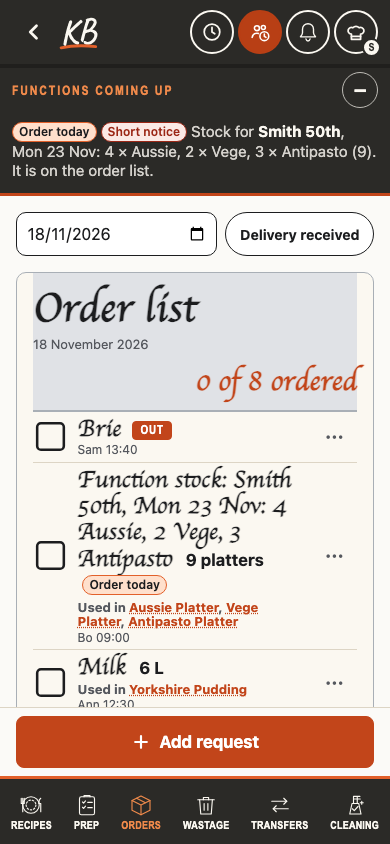 KB
S
FUNCTIONS COMING UP
Order today Short notice Stock for Smith 50th,
Mon 23 Nov: 4 × Aussie, 2 × Vege, 3 × Antipasto (9).
It is on the order list.
18/11/2026
Delivery received
Order list
18 November 2026
0 of 8 ordered
Brie OUT
Sam 13:40
Function stock: Smith
50th, Mon 23 Nov: 4
Aussie, 2 Vege, 3
Antipasto 9 platters
Order today
Used in Aussie Platter, Vege
Platter, Antipasto Platter
Bo 09:00
Milk 6 L
Used in Yorkshire Pudding
Ann 12:30
+ Add request
RECIPES PREP ORDERS WASTAGE TRANSFERS CLEANING